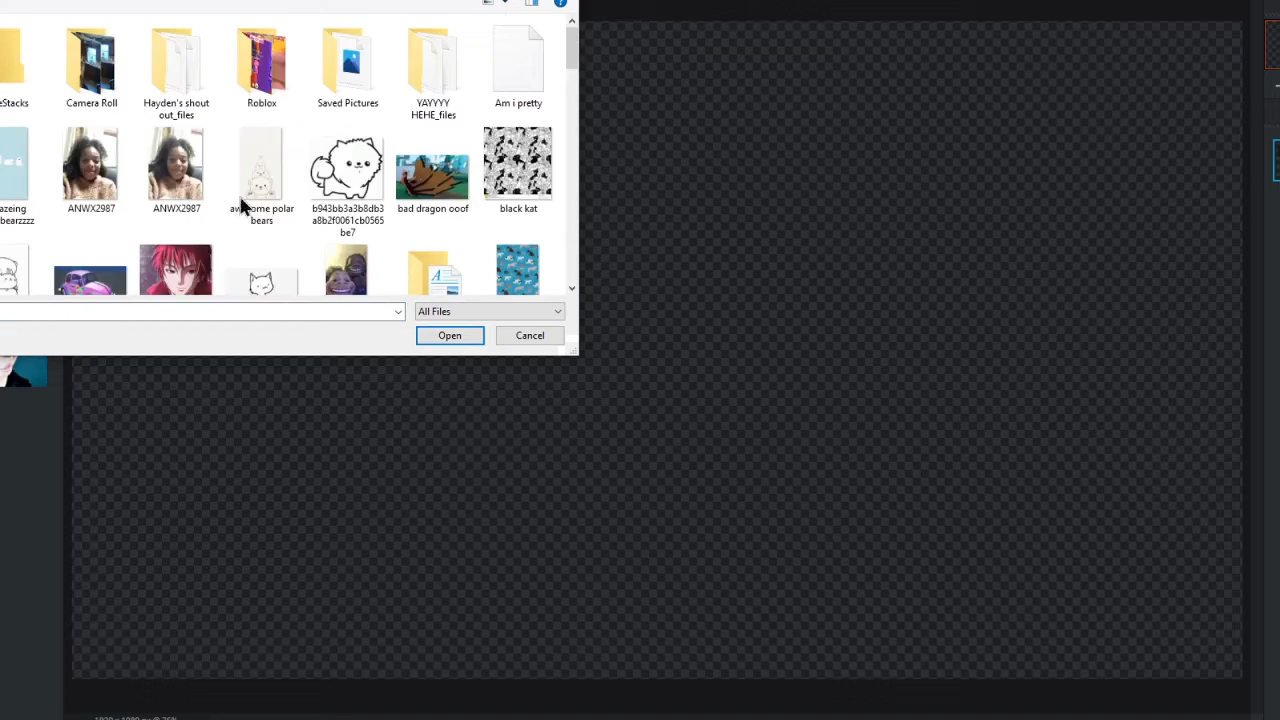 eStacks
Camera Roll
Hayden's shout
out_files
Roblox
Saved Pictures
YAYYYY
HEHE_files
Am i pretty
azeing
bearzzzz
ANWX2987
ANWX2987
awesome polar
bears
b943bb3a3b8db3
a8b2f0061cb0565
be7
bad dragon ooof
black kat
All Files
Open
Cancel